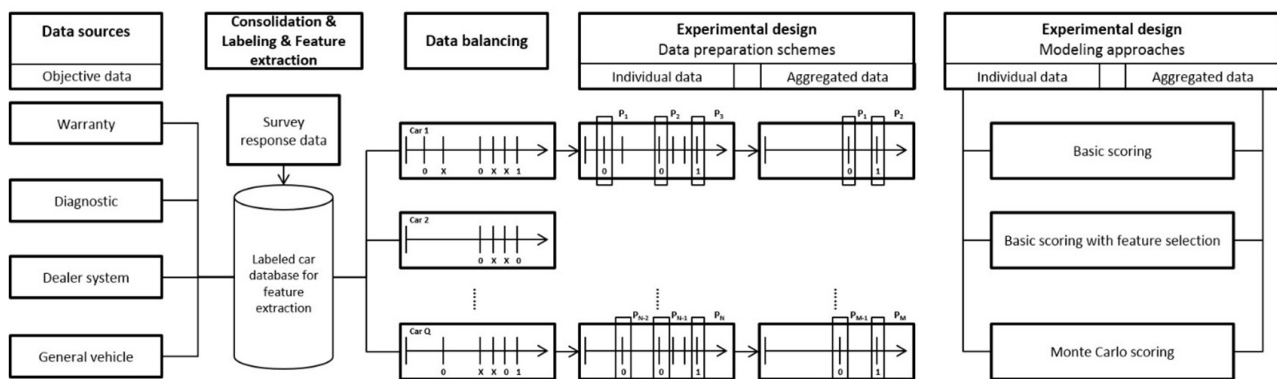 Data sources
Objective data
Warranty
Diagnostic
Dealer system
General vehicle
Consolidation &
Labeling & Feature
extraction
Survey
response data
Labeled car
database for
feature
extraction
Data balancing
Car 1
0 X 0 X X 1
Car 2
0 X X 0
Car Q
0 X X 0 1
Experimental design
Data preparation schemes
Individual data
Aggregated data
P1 P2 P3
0 0 1
P1 P2
0 1
PN-2 PN-1 PN
0 0 1
PM-1 PM
0 1
Experimental design
Modeling approaches
Individual data
Aggregated data
Basic scoring
Basic scoring with feature selection
Monte Carlo scoring